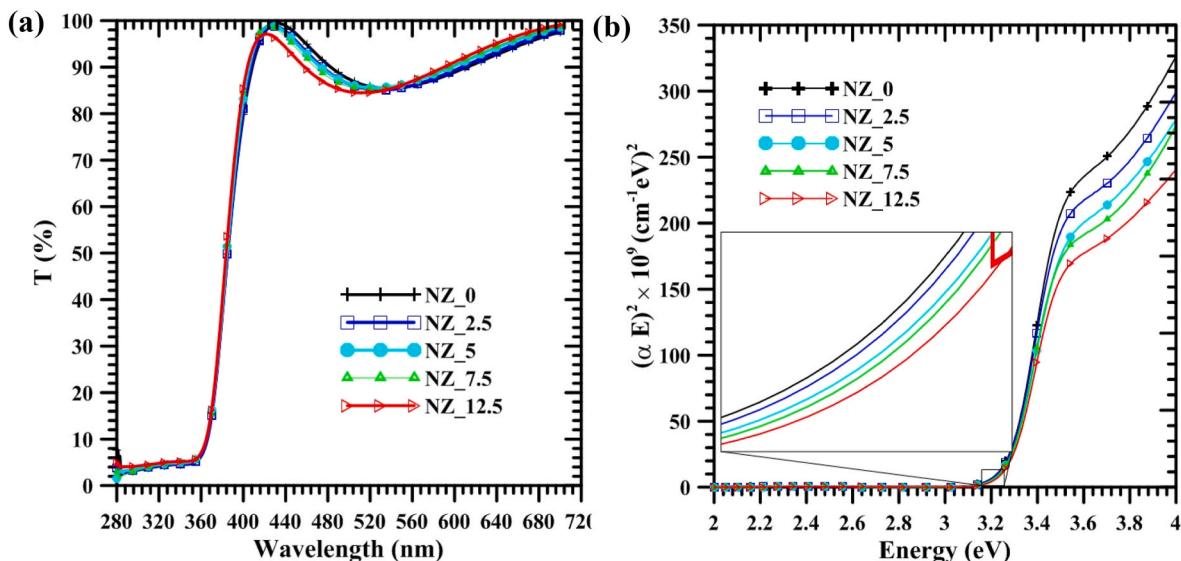 (a)
100
90
80
70
60
50
40
30
20
10
0
T (%)
NZ_0
NZ_2.5
NZ_5
NZ_7.5
NZ_12.5
280 320 360 400 440 480 520 560 600 640 680 720
Wavelength (nm)
(b)
350
300
250
200
150
100
50
0
(α E)² × 10⁹ (cm⁻¹eV)²
NZ_0
NZ_2.5
NZ_5
NZ_7.5
NZ_12.5
2 2.2 2.4 2.6 2.8 3 3.2 3.4 3.6 3.8 4
Energy (eV)